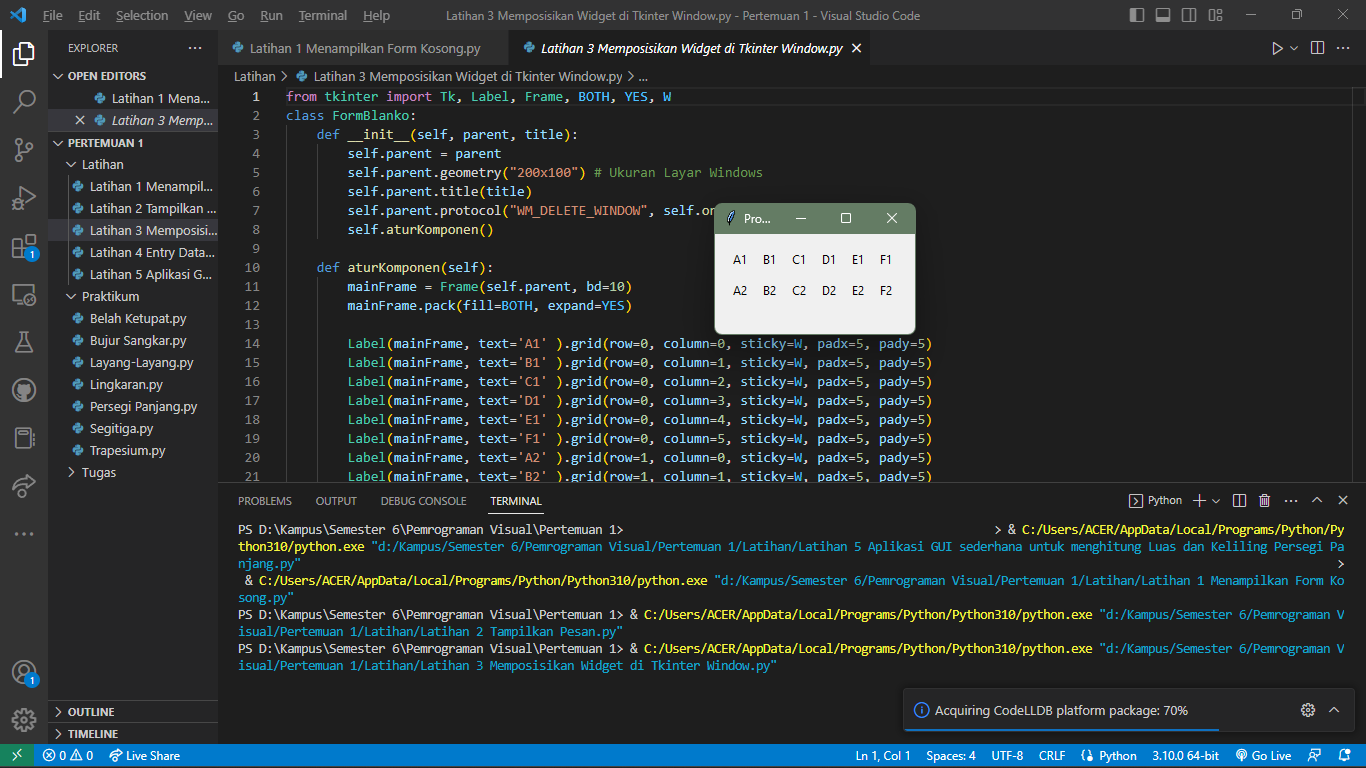 File Edit Selection View Go Run Terminal Help Latihan 3 Memposisikan Widget di Tkinter Window.py - Pertemuan 1 - Visual Studio Code
EXPLORER
OPEN EDITORS
Latihan 1 Mena...
Latihan 3 Memp...
PERTEMUAN 1
Latihan
Latihan 1 Menampil...
Latihan 2 Tampilkan ...
Latihan 3 Memposisi...
Latihan 4 Entry Data...
Latihan 5 Aplikasi G...
Praktikum
Belah Ketupat.py
Bujur Sangkar.py
Layang-Layang.py
Lingkaran.py
Persegi Panjang.py
Segitiga.py
Trapesium.py
Tugas
OUTLINE
TIMELINE
1
1
Latihan 1 Menampilkan Form Kosong.py Latihan 3 Memposisikan Widget di Tkinter Window.py
Latihan > Latihan 3 Memposisikan Widget di Tkinter Window.py > ...
1 from tkinter import Tk, Label, Frame, BOTH, YES, W
2 class FormBlanko:
3 def __init__(self, parent, title):
4 self.parent = parent
5 self.parent.geometry("200x100") # Ukuran Layar Windows
6 self.parent.title(title)
7 self.parent.protocol("WM_DELETE_WINDOW", self.on
8 self.aturKomponen()
9
10 def aturKomponen(self):
11 mainFrame = Frame(self.parent, bd=10)
12 mainFrame.pack(fill=BOTH, expand=YES)
13
14 Label(mainFrame, text='A1' ).grid(row=0, column=0, sticky=W, padx=5, pady=5)
15 Label(mainFrame, text='B1' ).grid(row=0, column=1, sticky=W, padx=5, pady=5)
16 Label(mainFrame, text='C1' ).grid(row=0, column=2, sticky=W, padx=5, pady=5)
17 Label(mainFrame, text='D1' ).grid(row=0, column=3, sticky=W, padx=5, pady=5)
18 Label(mainFrame, text='E1' ).grid(row=0, column=4, sticky=W, padx=5, pady=5)
19 Label(mainFrame, text='F1' ).grid(row=0, column=5, sticky=W, padx=5, pady=5)
20 Label(mainFrame, text='A2' ).grid(row=1, column=0, sticky=W, padx=5, pady=5)
21 Label(mainFrame, text='B2' ).grid(row=1, column=1, sticky=W, padx=5, pady=5)
Pro...
A1 B1 C1 D1 E1 F1
A2 B2 C2 D2 E2 F2
PROBLEMS OUTPUT DEBUG CONSOLE TERMINAL Python
PS D:\Kampus\Semester 6\Pemrograman Visual\Pertemuan 1> > & C:/Users/ACER/AppData/Local/Programs/Python/Py
thon310/python.exe "d:/Kampus/Semester 6/Pemrograman Visual/Pertemuan 1/Latihan/Latihan 5 Aplikasi GUI sederhana untuk menghitung Luas dan Keliling Persegi Pa
njang.py" >
& C:/Users/ACER/AppData/Local/Programs/Python/Python310/python.exe "d:/Kampus/Semester 6/Pemrograman Visual/Pertemuan 1/Latihan/Latihan 1 Menampilkan Form Ko
song.py"
PS D:\Kampus\Semester 6\Pemrograman Visual\Pertemuan 1> & C:/Users/ACER/AppData/Local/Programs/Python/Python310/python.exe "d:/Kampus/Semester 6/Pemrograman V
isual/Pertemuan 1/Latihan/Latihan 2 Tampilkan Pesan.py"
PS D:\Kampus\Semester 6\Pemrograman Visual\Pertemuan 1> & C:/Users/ACER/AppData/Local/Programs/Python/Python310/python.exe "d:/Kampus/Semester 6/Pemrograman V
isual/Pertemuan 1/Latihan/Latihan 3 Memposisikan Widget di Tkinter Window.py"
Acquiring CodeLLDB platform package: 70%
0 0 Live Share Ln 1, Col 1 Spaces: 4 UTF-8 CRLF Python 3.10.0 64-bit Go Live